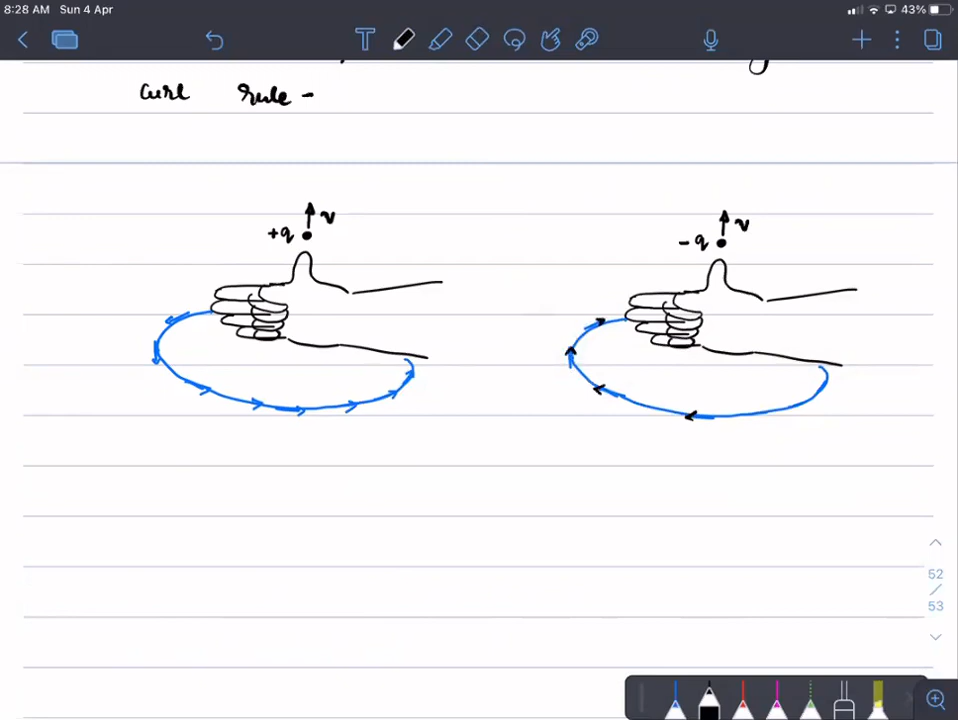 8:28 AM Sun 4 Apr 43%
T
curl rule -
+q v
-q v
52
/
53